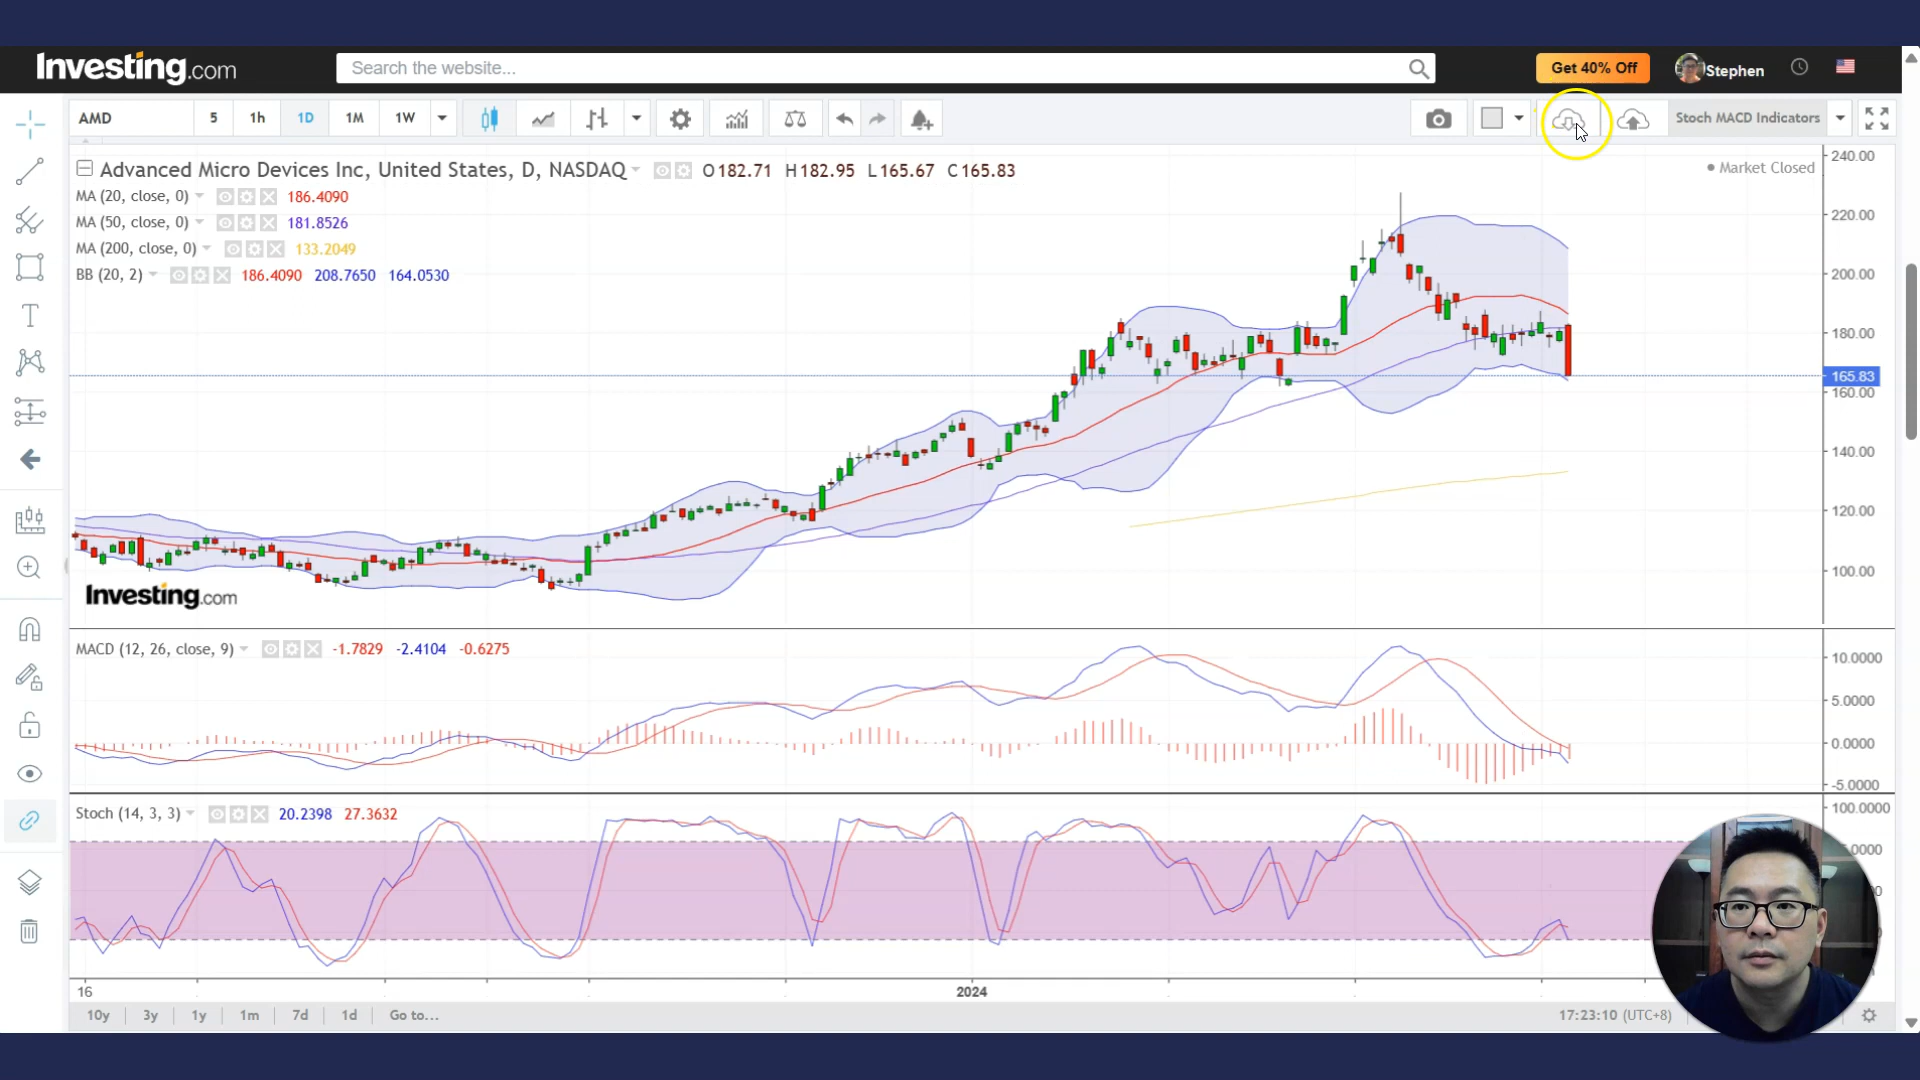 Investing.com
Search the website...
Get 40% Off
Stephen
AMD 5 1h 1D 1M 1W
Stoch MACD Indicators
Advanced Micro Devices Inc, United States, D, NASDAQ O182.71 H182.95 L165.67 C165.83
Market Closed
MA (20, close, 0) 186.4090
MA (50, close, 0) 181.8526
MA (200, close, 0) 133.2049
BB (20, 2) 186.4090 208.7650 164.0530
240.00
220.00
200.00
180.00
165.83
160.00
140.00
120.00
100.00
Investing.com
MACD (12, 26, close, 9) -1.7829 -2.4104 -0.6275
10.0000
5.0000
0.0000
-5.0000
Stoch (14, 3, 3) 20.2398 27.3632
100.0000
16 2024
10y 3y 1y 1m 7d 1d Go to...
17:23:10 (UTC+8)